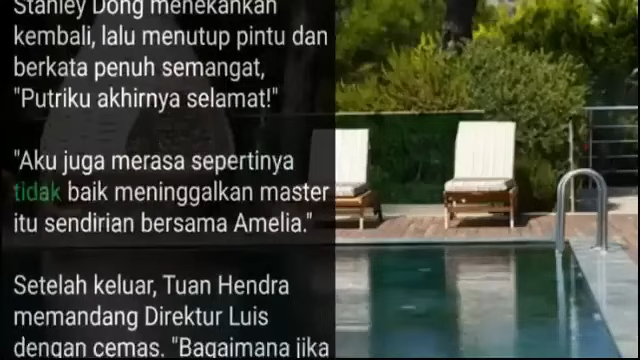 Stanley Dong menekankan
kembali, lalu menutup pintu dan
berkata penuh semangat,
"Putriku akhirnya selamat!"
"Aku juga merasa sepertinya
tidak baik meninggalkan master
itu sendirian bersama Amelia."
Setelah keluar, Tuan Hendra
memandang Direktur Luis
dengan cemas. "Bagaimana jika